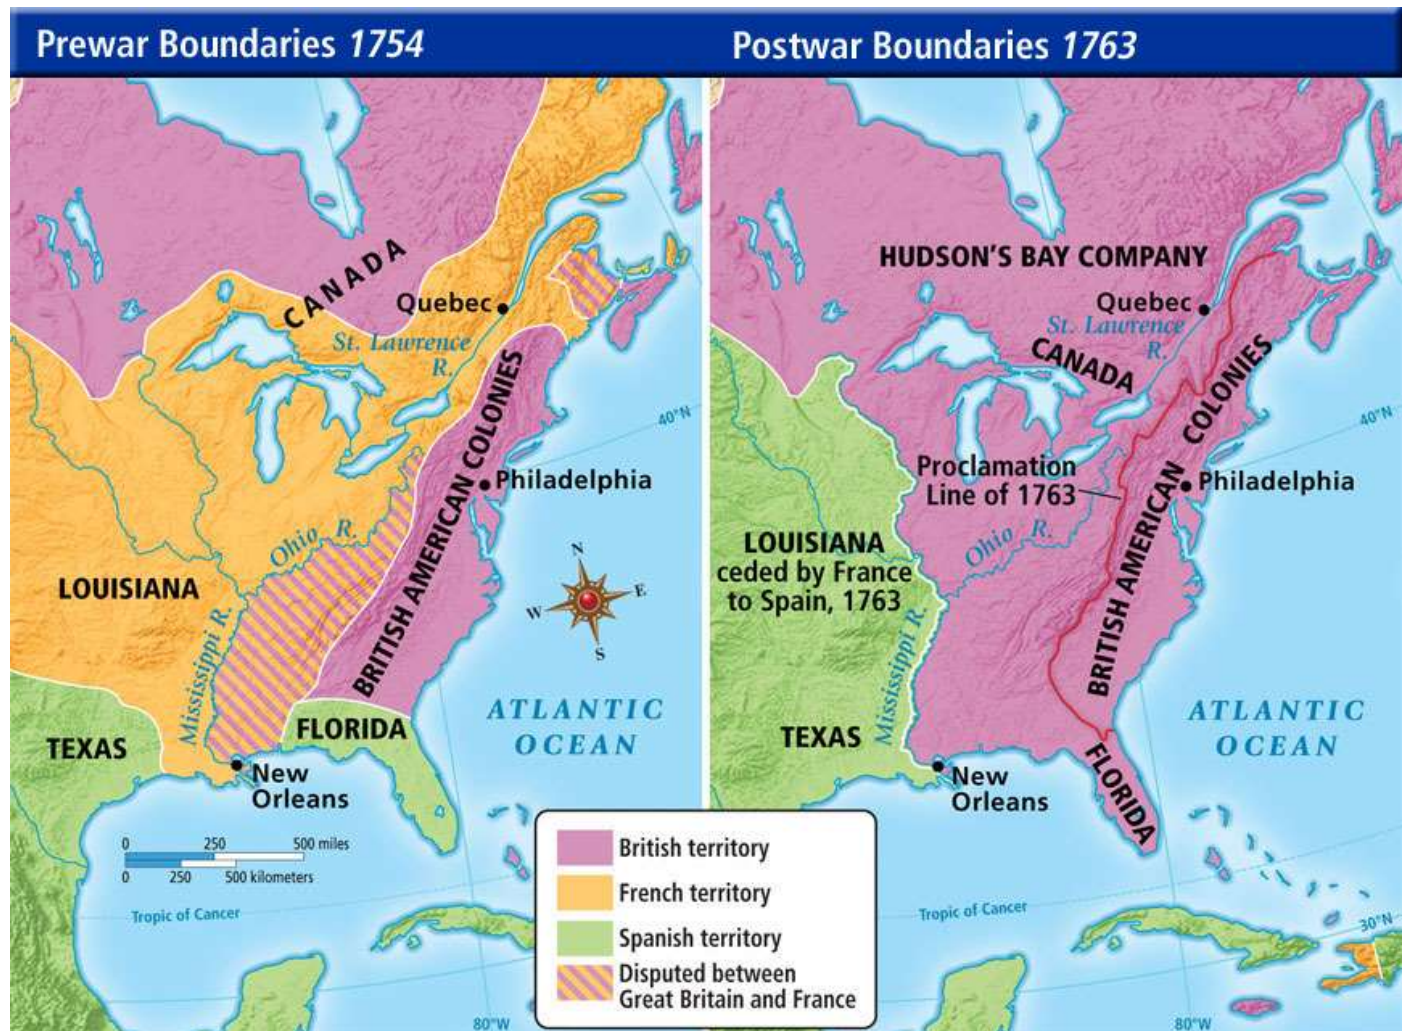 Prewar Boundaries 1754
CANADA
Quebec
St. Lawrence
R.
BRITISH AMERICAN COLONIES
40°N
Philadelphia
Ohio R.
LOUISIANA
Mississippi R.
N
W
E
S
ATLANTIC
OCEAN
FLORIDA
TEXAS
New
Orleans
0 250 500 miles
0 250 500 kilometers
Tropic of Cancer
80°W
Postwar Boundaries 1763
HUDSON'S BAY COMPANY
Quebec
St. Lawrence
R.
CANADA
BRITISH AMERICAN COLONIES
40°N
Proclamation
Line of 1763
Philadelphia
Ohio R.
LOUISIANA
ceded by France
to Spain, 1763
Mississippi R.
ATLANTIC
OCEAN
TEXAS
FLORIDA
New
Orleans
Tropic of Cancer
30°N
80°W
British territory
French territory
Spanish territory
Disputed between
Great Britain and France